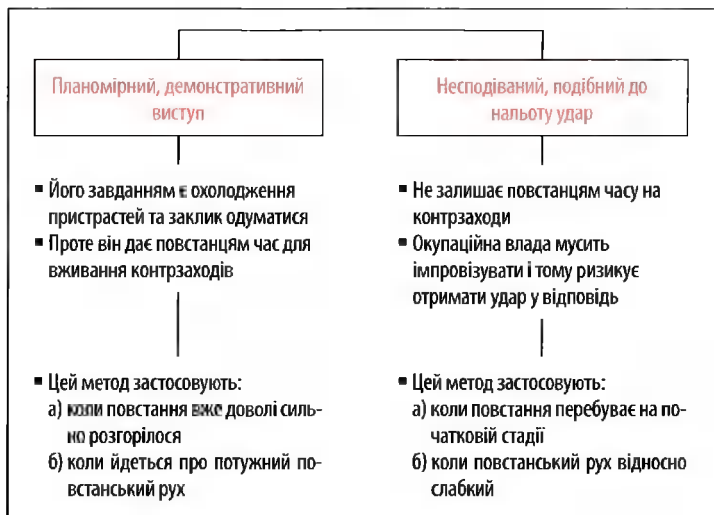 Планомірний, демонстративний
виступ
▪ Його завданням є охолодження
пристрастей та заклик одуматися
▪ Проте він дає повстанцям час для
вживання контрзаходів
▪ Цей метод застосовують:
а) коли повстання вже доволі силь-
но розгорілося
б) коли йдеться про потужний по-
встанський рух
Несподіваний, подібний до
нальоту удар
▪ Не залишає повстанцям часу на
контрзаходи
▪ Окупаційна влада мусить
імпровізувати і тому ризикує
отримати удар у відповідь
▪ Цей метод застосовують:
а) коли повстання перебуває на по-
чатковій стадії
б) коли повстанський рух відносно
слабкий